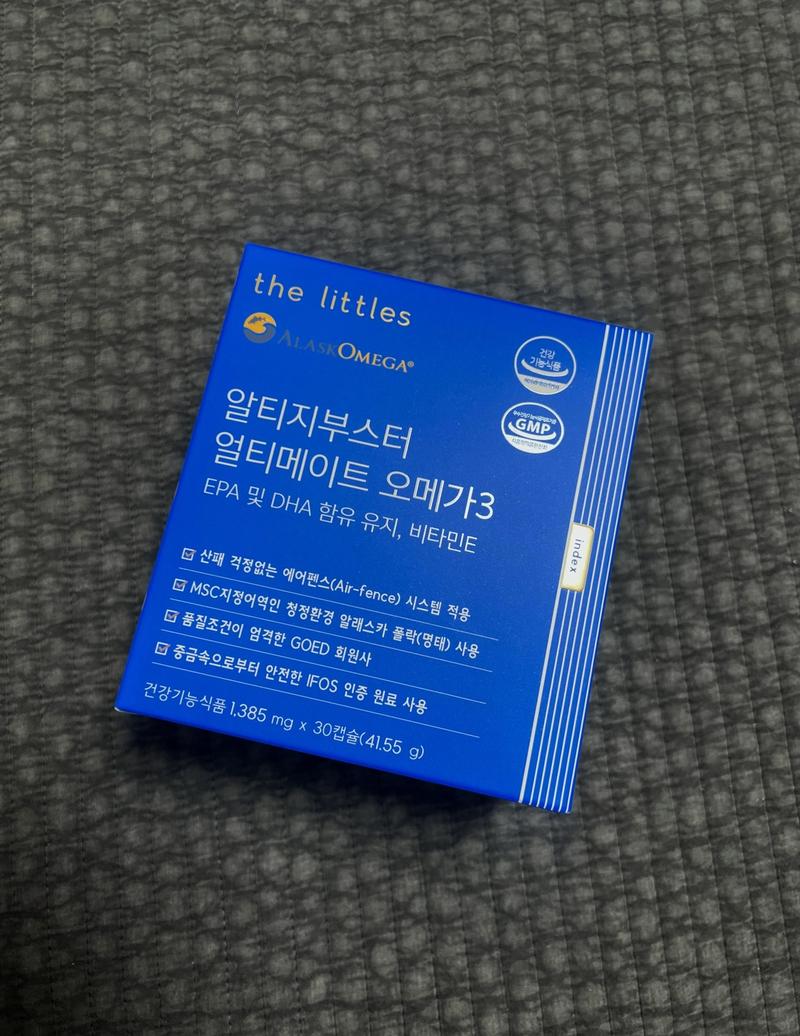 the littles
ALASKOMEGA®
건강
기능식품
GMP
알티지부스터
얼티메이트 오메가3
EPA 및 DHA 함유 유지, 비타민E
index
산패 걱정없는 에어펜스(Air-fence) 시스템 적용
MSC지정어역인 청정환경 알래스카 폴락(명태) 사용
품질조건이 엄격한 GOED 회원사
중금속으로부터 안전한 IFOS 인증 원료 사용
건강기능식품 1,385 mg x 30캡슐(41.55 g)